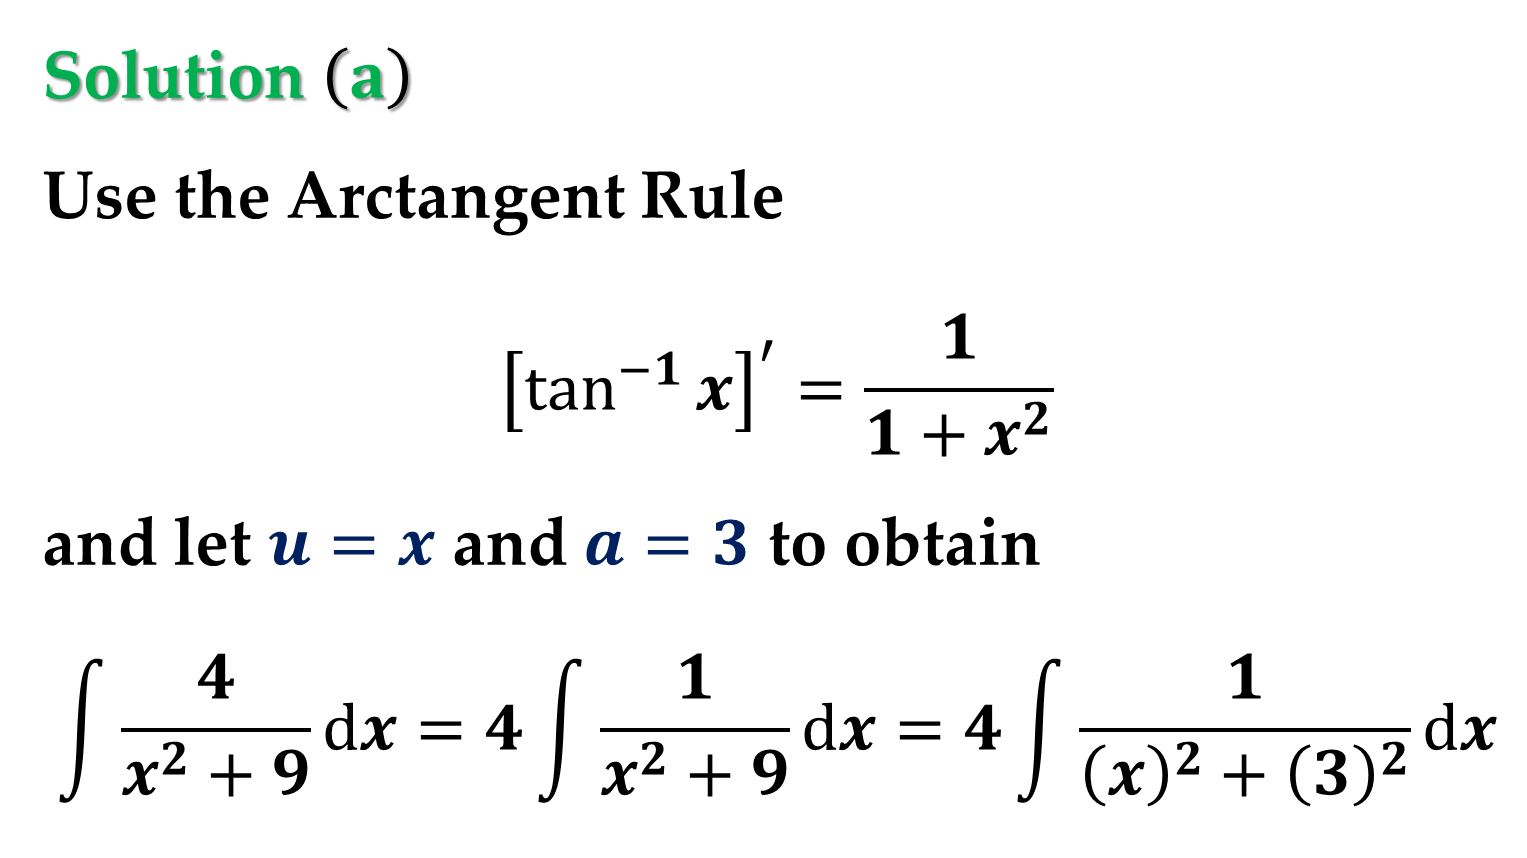 Solution (a)
Use the Arctangent Rule
[tan⁻¹ x]′ = 1 / (1 + x²)
and let u = x and a = 3 to obtain
∫ 4 / (x² + 9) dx = 4 ∫ 1 / (x² + 9) dx = 4 ∫ 1 / ((x)² + (3)²) dx